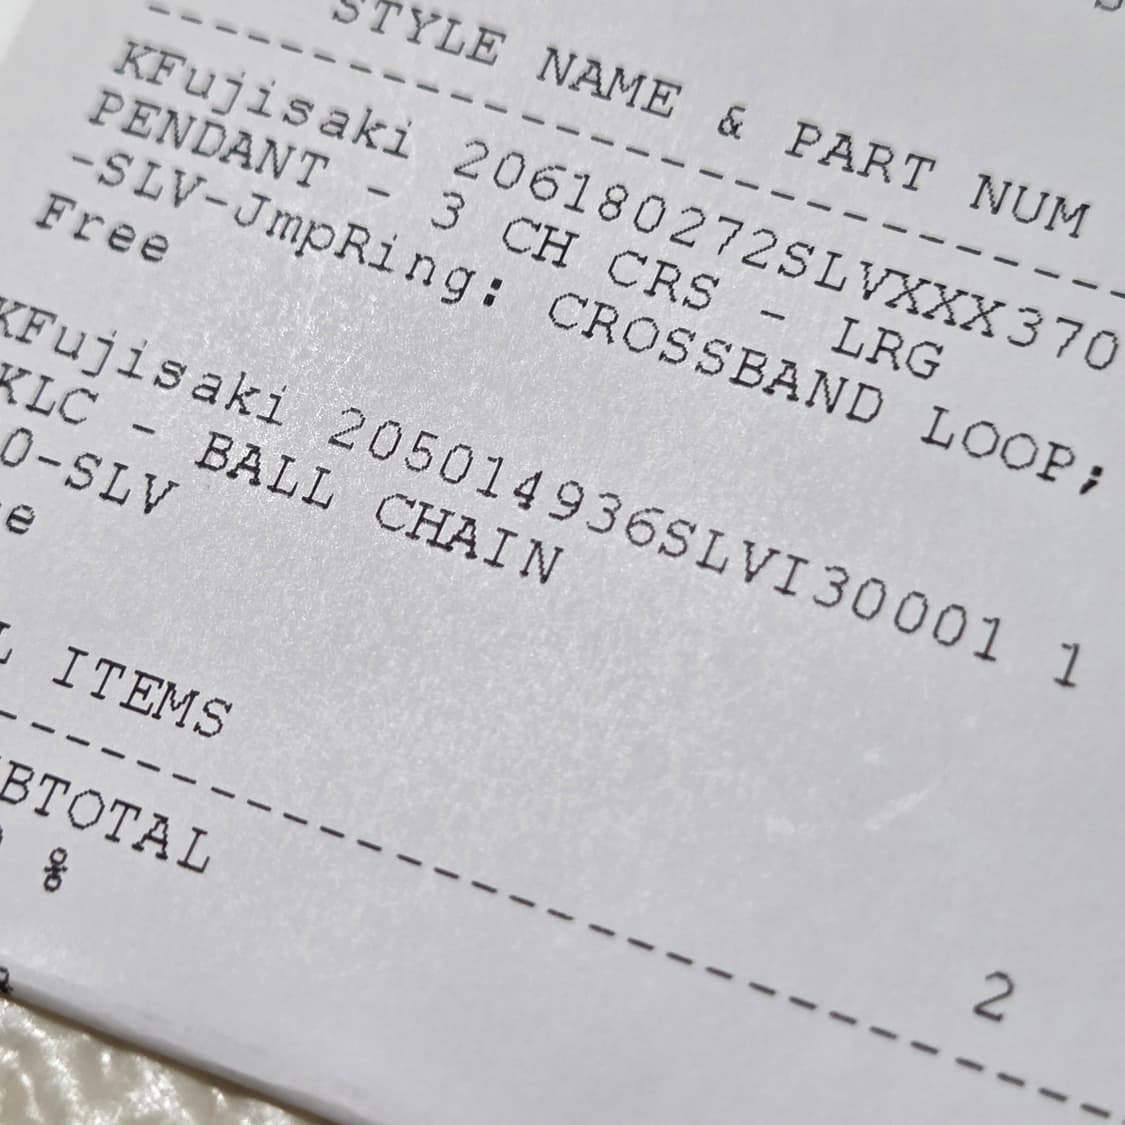 STYLE NAME & PART NUM
KFujisaki 206180272SLVXXX370
PENDANT - 3 CH CRS - LRG
-SLV-JmpRing: CROSSBAND LOOP;
Free
KFujisaki 205014936SLVI30001 1
KLC - BALL CHAIN
0-SLV
e
L ITEMS 2
BTOTAL
%